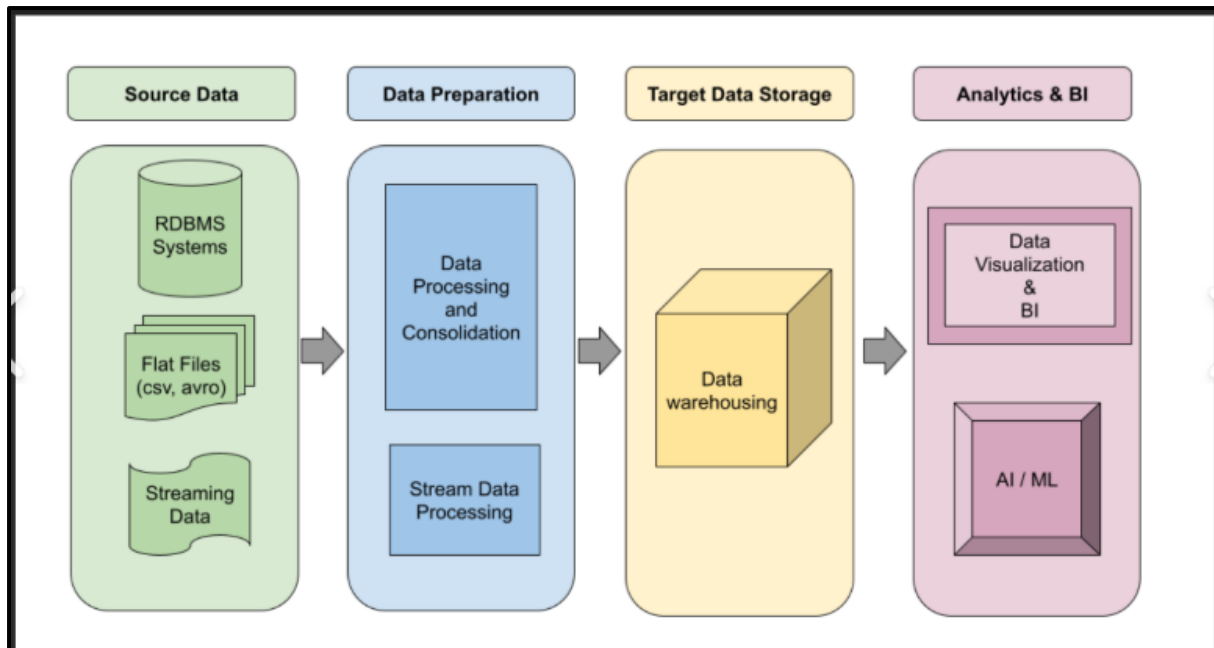 Source Data
Data Preparation
Target Data Storage
Analytics & BI
RDBMS
Systems
Flat Files
(csv, avro)
Streaming
Data
Data
Processing
and
Consolidation
Stream Data
Processing
Data
warehousing
Data
Visualization
&
BI
AI / ML